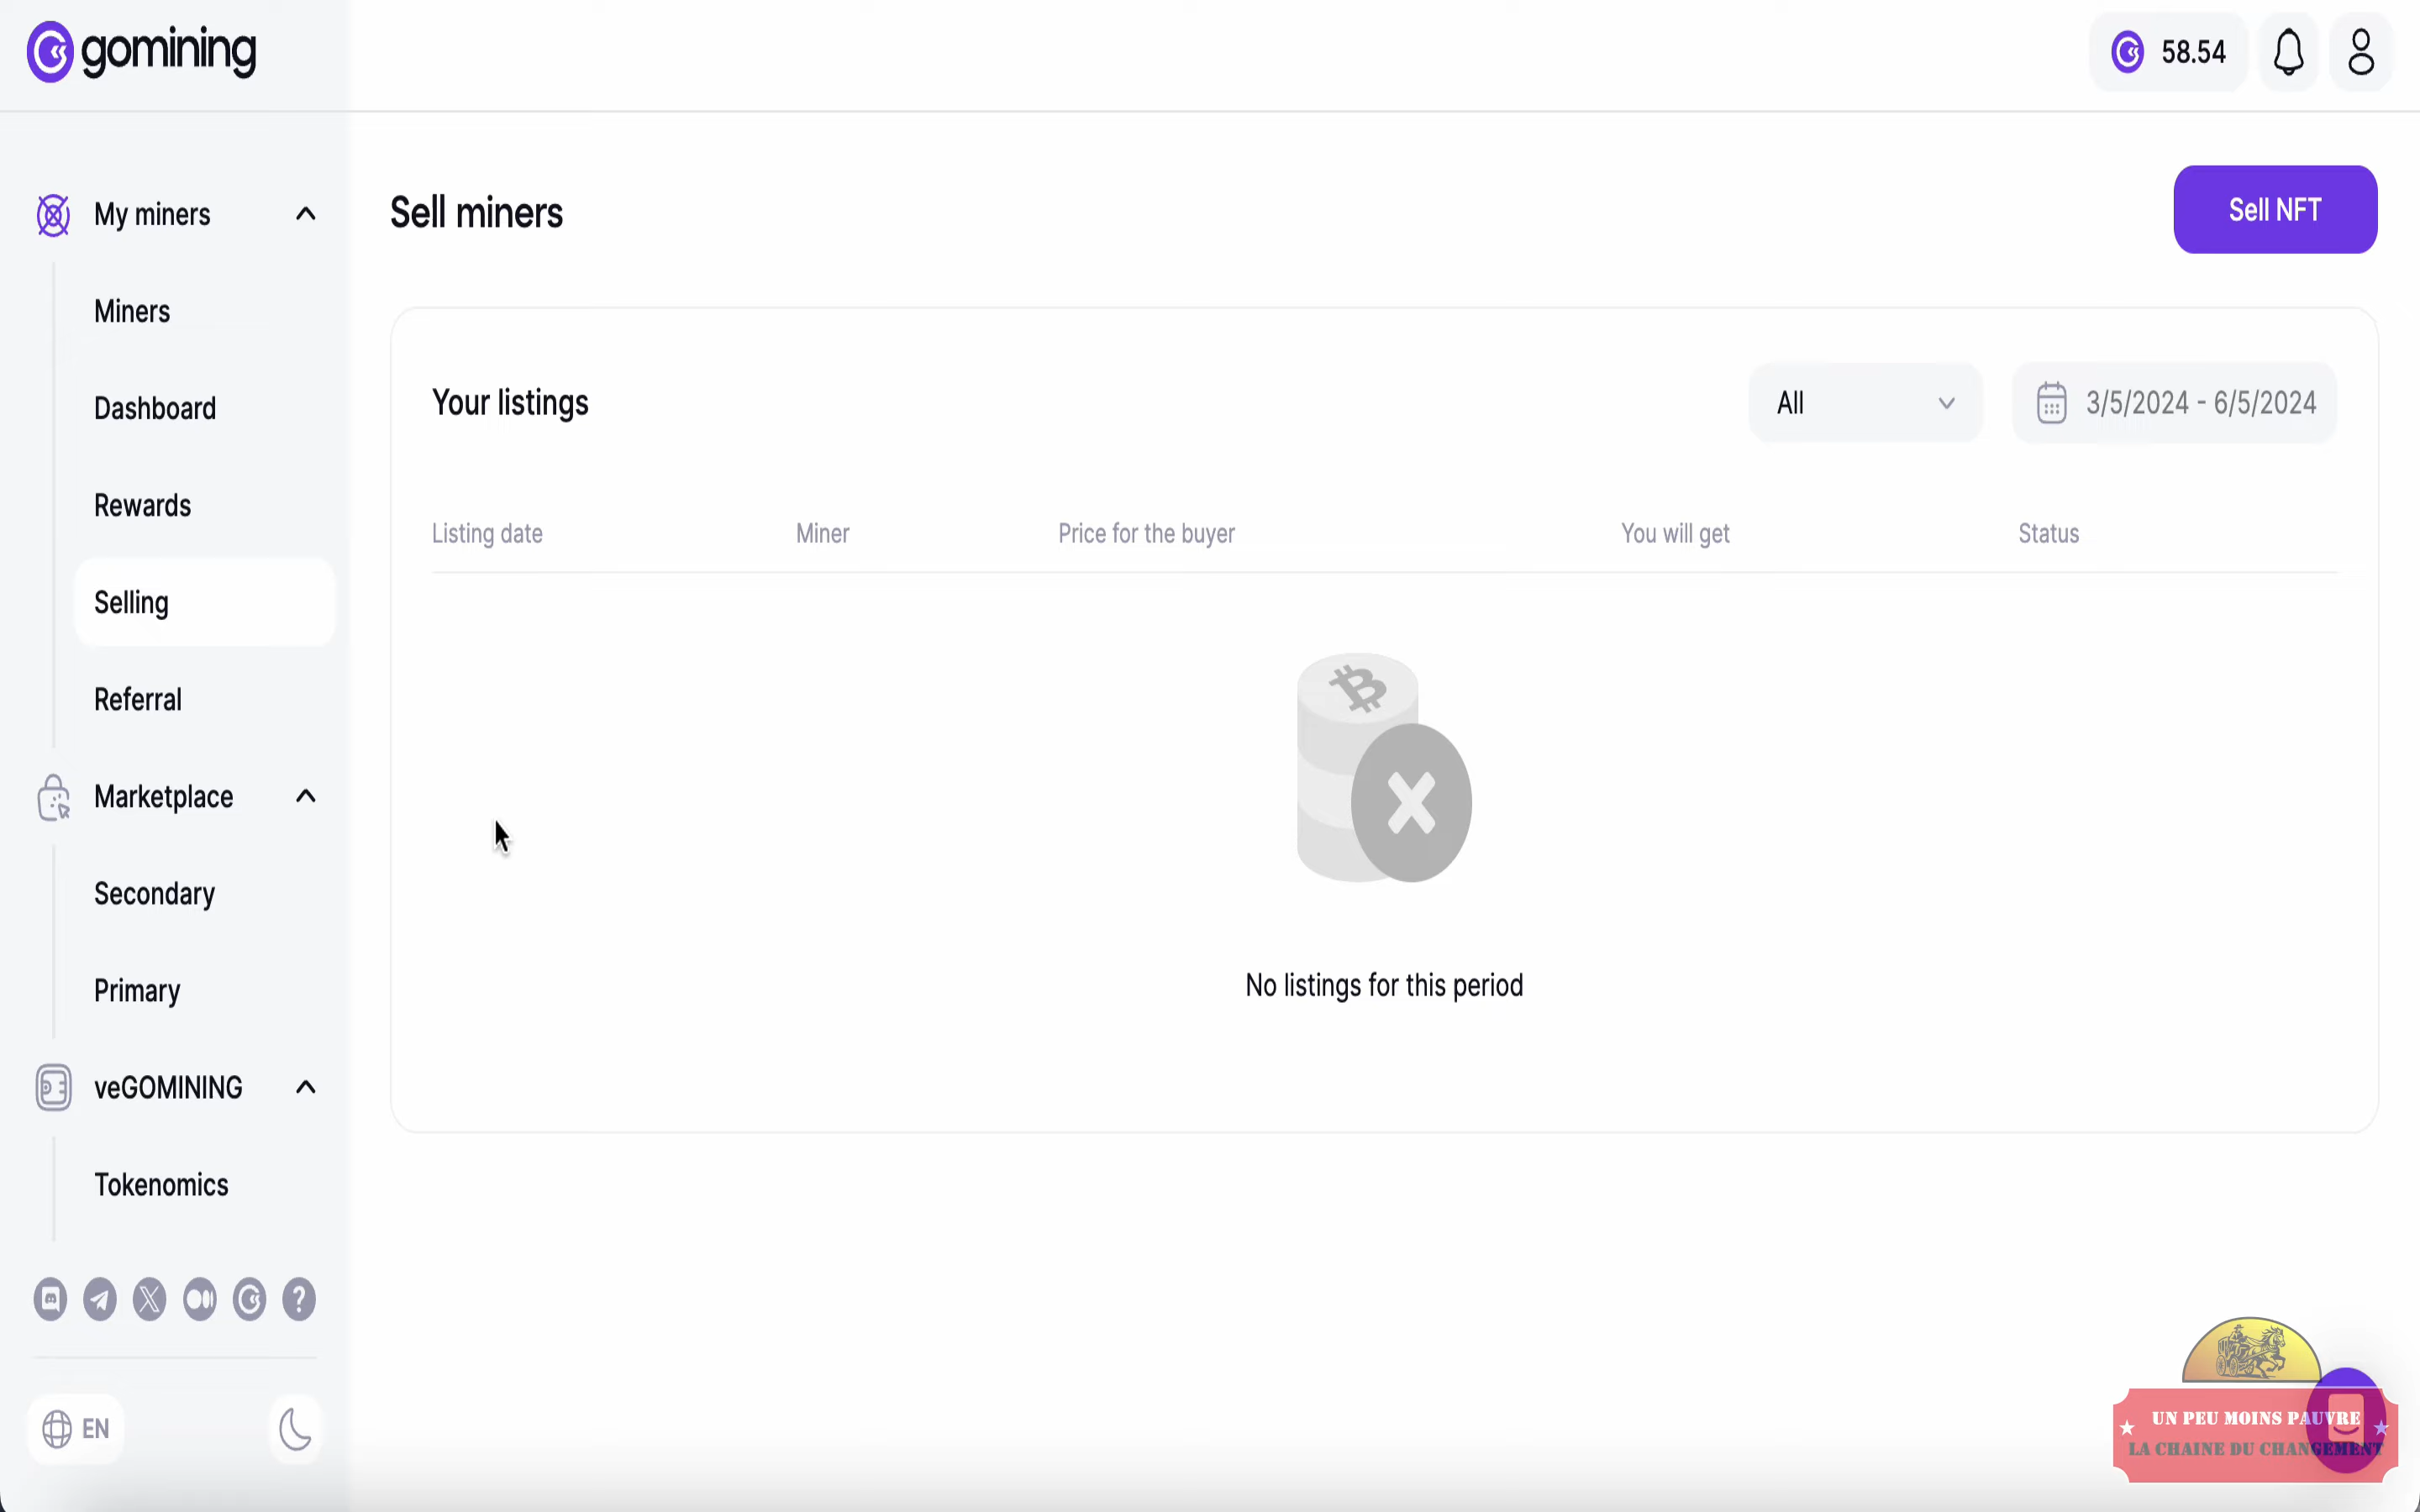 gomining
58.54
My miners
Sell miners
Sell NFT
Miners
Dashboard
Your listings
All
3/5/2024 - 6/5/2024
Rewards
Listing date
Miner
Price for the buyer
You will get
Status
Selling
Referral
Marketplace
Secondary
Primary
No listings for this period
veGOMINING
Tokenomics
EN
UN PEU MOINS PAUVRE
LA CHAINE DU CHANGEMENT